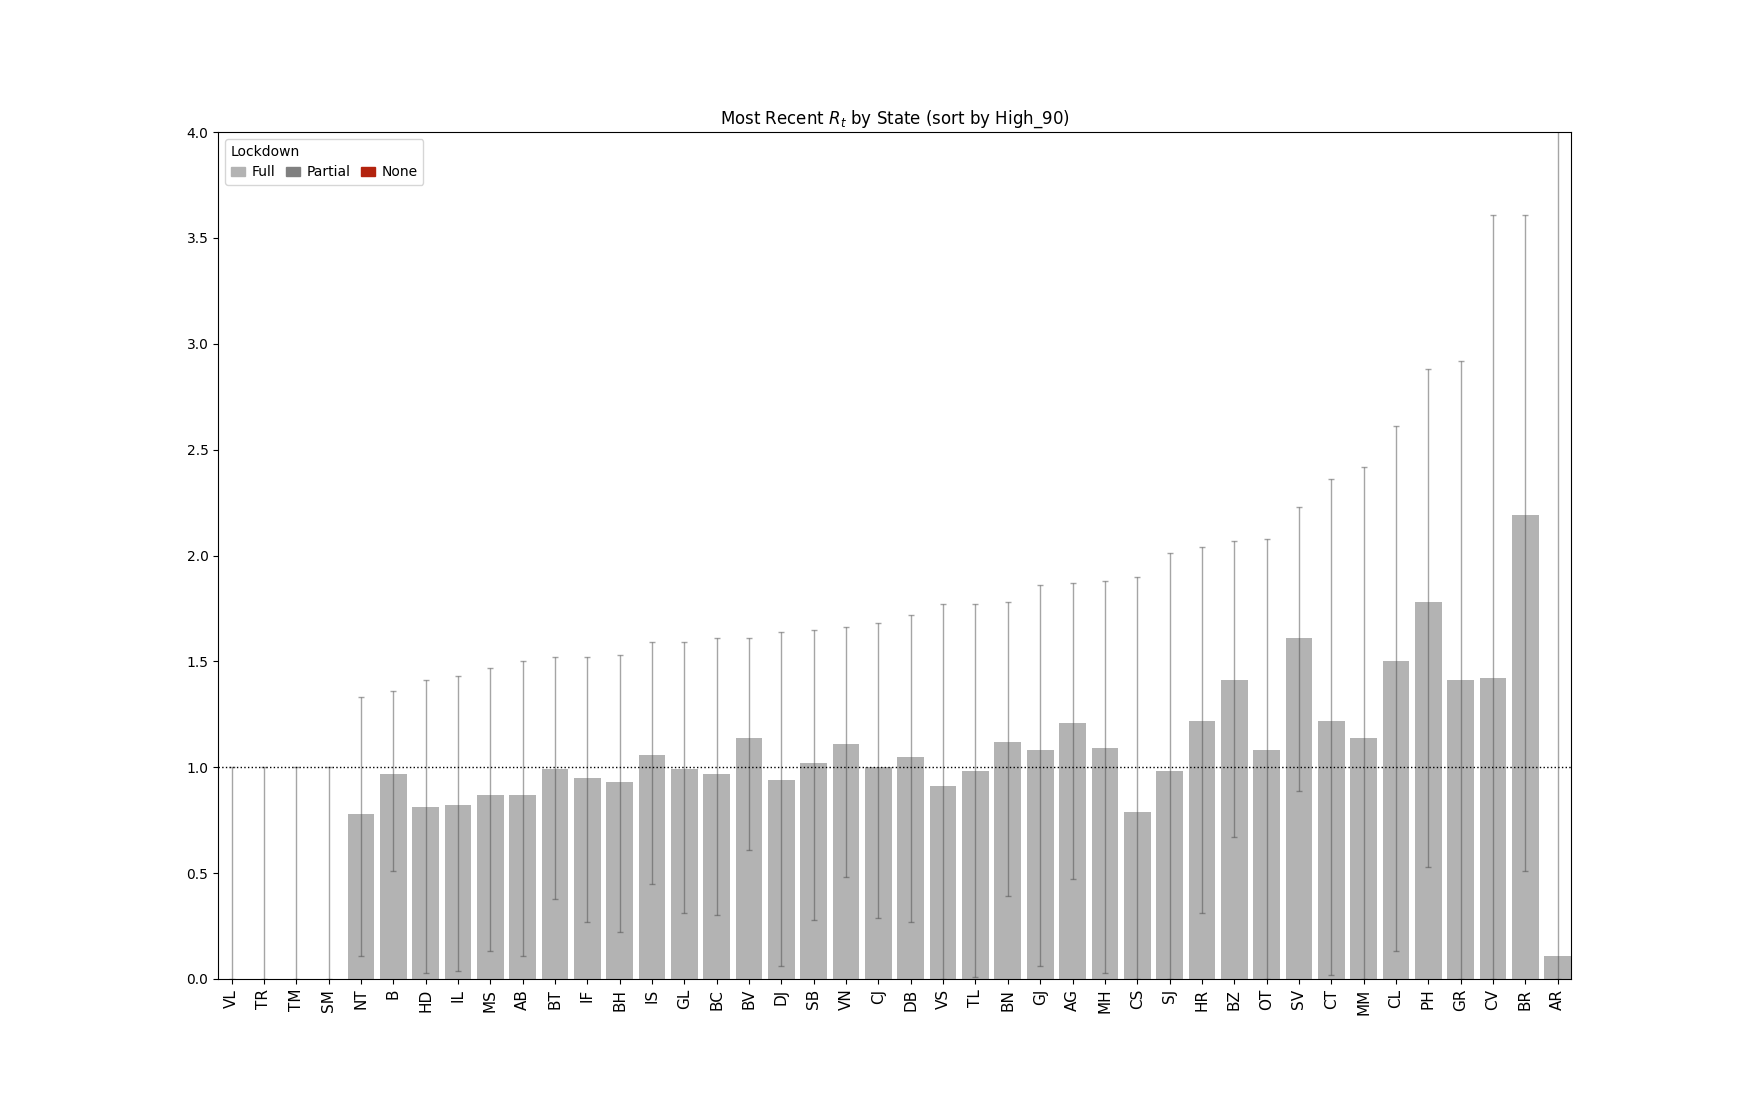 Most Recent R_t by State (sort by High_90)
Lockdown
Full Partial None
4.0
3.5
3.0
2.5
2.0
1.5
1.0
0.5
0.0
VL TR TM SM NT B HD IL MS AB BT IF BH IS GL BC BV DJ SB VN CJ DB VS TL BN GJ AG MH CS SJ HR BZ OT SV CT MM CL PH GR CV BR AR